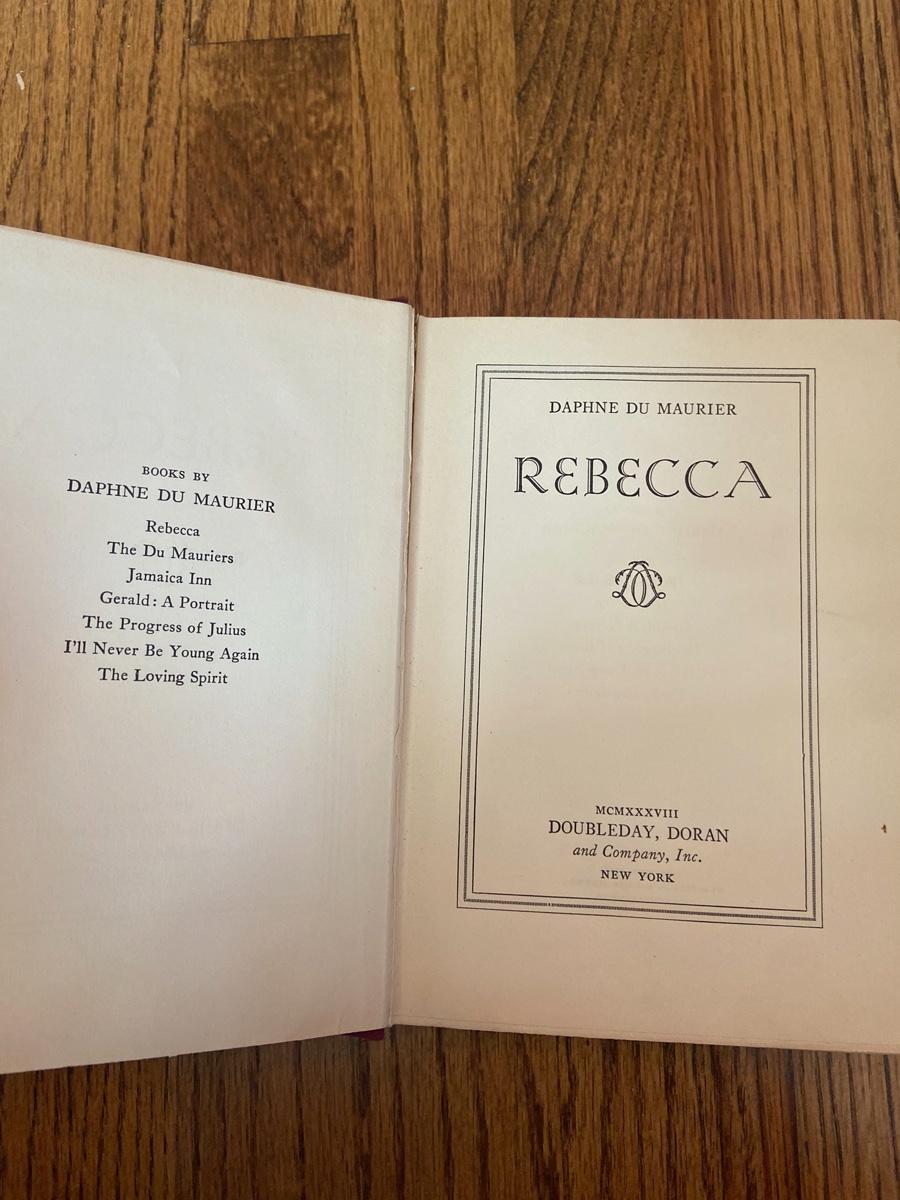 BOOKS BY
DAPHNE DU MAURIER
Rebecca
The Du Mauriers
Jamaica Inn
Gerald: A Portrait
The Progress of Julius
I'll Never Be Young Again
The Loving Spirit
DAPHNE DU MAURIER
REBECCA
MCMXXXVIII
DOUBLEDAY, DORAN
and Company, Inc.
NEW YORK